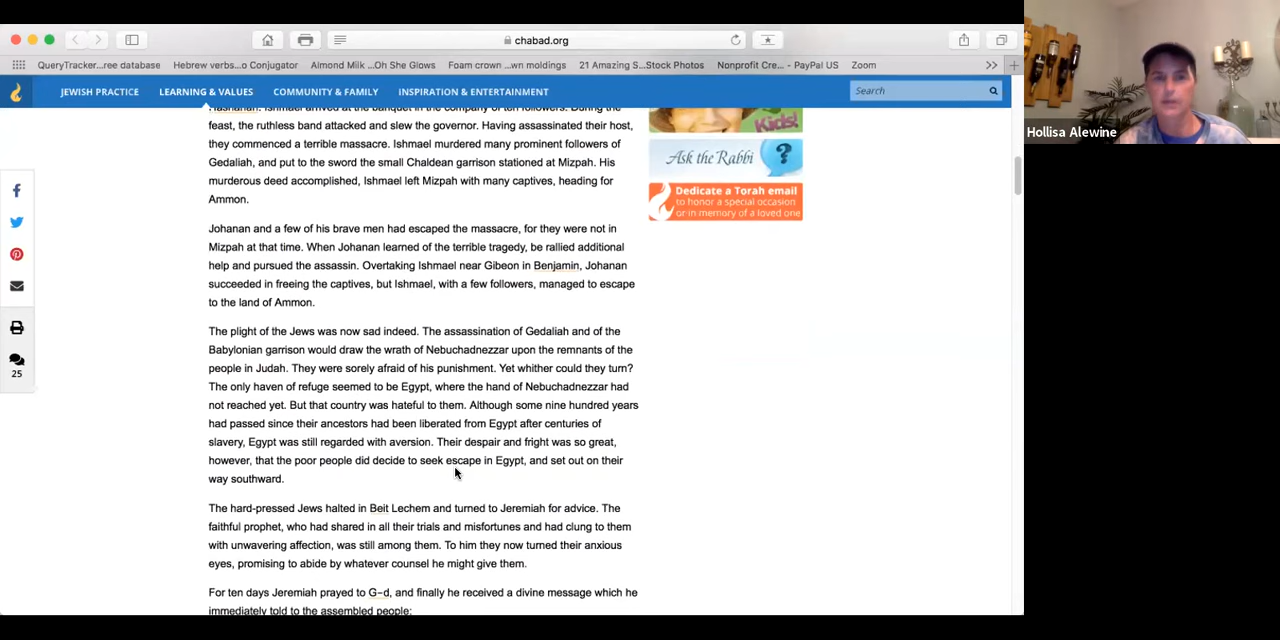 chabad.org
QueryTracker...ree database Hebrew verbs...o Conjugator Almond Milk ...Oh She Glows Foam crown ...wn moldings 21 Amazing S...Stock Photos Nonprofit Cre... - PayPal US Zoom
JEWISH PRACTICE LEARNING & VALUES COMMUNITY & FAMILY INSPIRATION & ENTERTAINMENT Search
Hashanah. Ishmael arrived at the banquet in the company of ten followers. During the
feast, the ruthless band attacked and slew the governor. Having assassinated their host,
they commenced a terrible massacre. Ishmael murdered many prominent followers of
Gedaliah, and put to the sword the small Chaldean garrison stationed at Mizpah. His
murderous deed accomplished, Ishmael left Mizpah with many captives, heading for
Ammon.
Johanan and a few of his brave men had escaped the massacre, for they were not in
Mizpah at that time. When Johanan learned of the terrible tragedy, be rallied additional
help and pursued the assassin. Overtaking Ishmael near Gibeon in Benjamin, Johanan
succeeded in freeing the captives, but Ishmael, with a few followers, managed to escape
to the land of Ammon.
The plight of the Jews was now sad indeed. The assassination of Gedaliah and of the
Babylonian garrison would draw the wrath of Nebuchadnezzar upon the remnants of the
people in Judah. They were sorely afraid of his punishment. Yet whither could they turn?
The only haven of refuge seemed to be Egypt, where the hand of Nebuchadnezzar had
not reached yet. But that country was hateful to them. Although some nine hundred years
had passed since their ancestors had been liberated from Egypt after centuries of
slavery, Egypt was still regarded with aversion. Their despair and fright was so great,
however, that the poor people did decide to seek escape in Egypt, and set out on their
way southward.
The hard-pressed Jews halted in Beit Lechem and turned to Jeremiah for advice. The
faithful prophet, who had shared in all their trials and misfortunes and had clung to them
with unwavering affection, was still among them. To him they now turned their anxious
eyes, promising to abide by whatever counsel he might give them.
For ten days Jeremiah prayed to G–d, and finally he received a divine message which he
immediately told to the assembled people:
25
Kids!
Ask the Rabbi ?
Dedicate a Torah email
to honor a special occasion
or in memory of a loved one
Hollisa Alewine